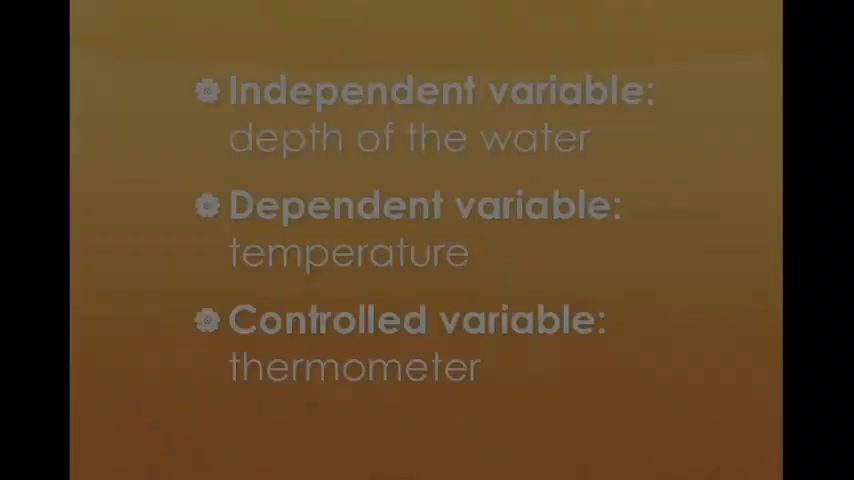 Independent variable:
depth of the water
Dependent variable:
temperature
Controlled variable:
thermometer